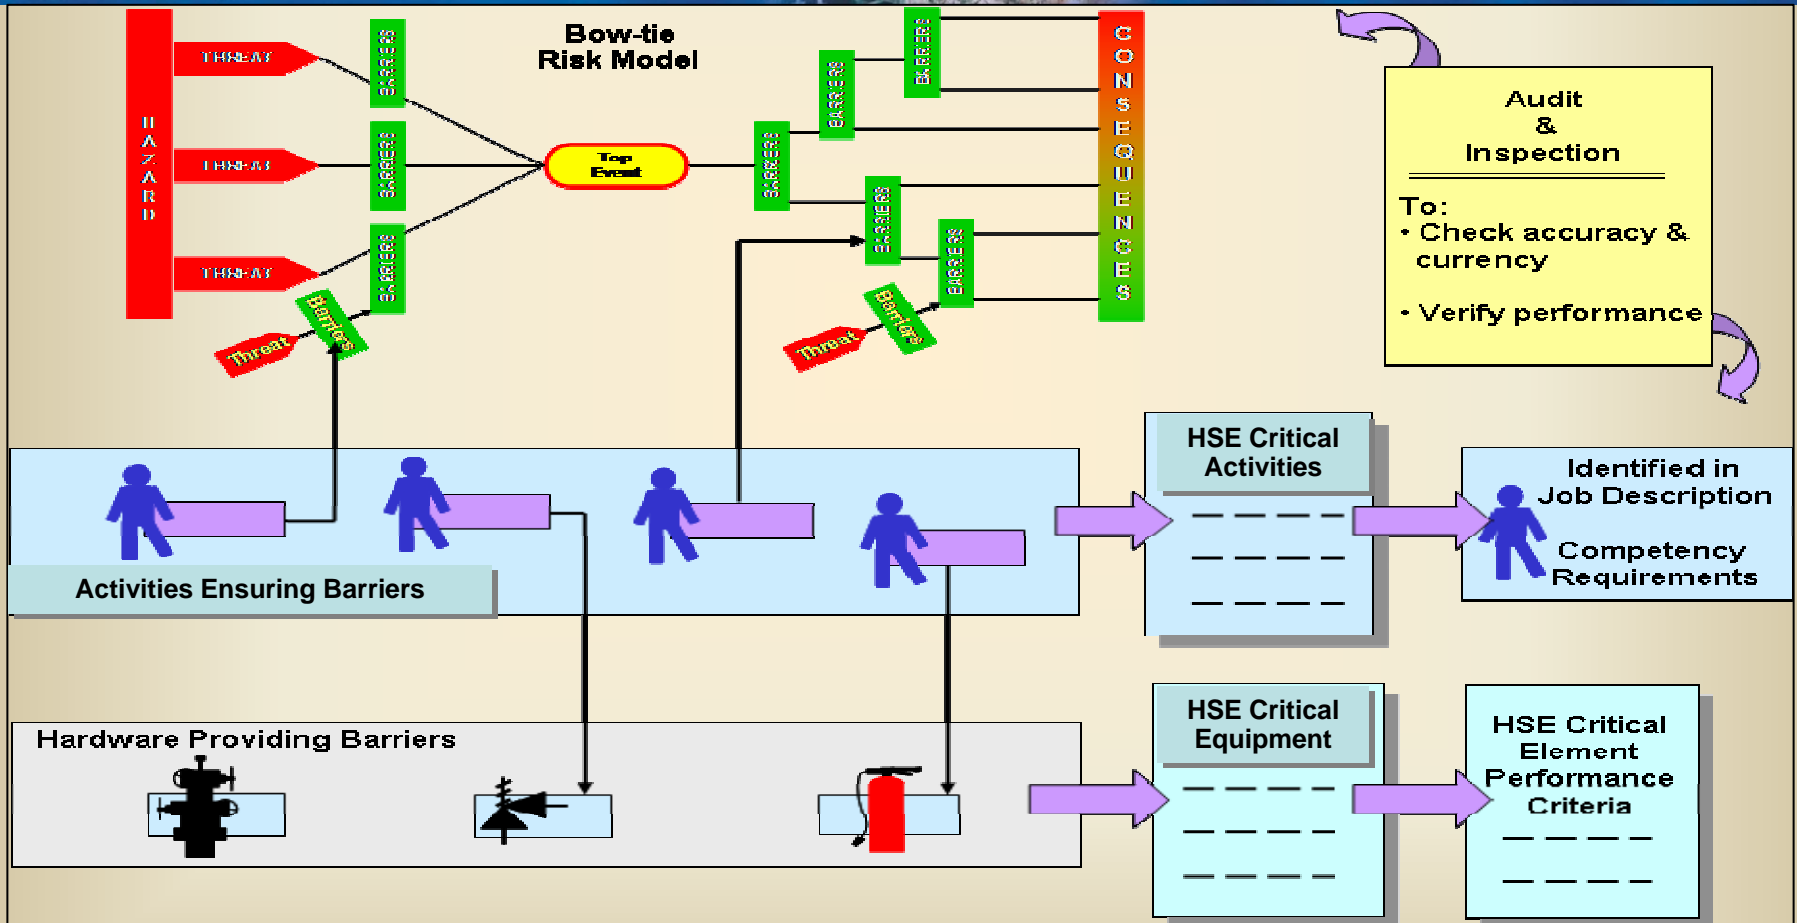 Bow-tie
Risk Model
HAZARD
THREAT
THREAT
THREAT
BARRIERS
BARRIERS
BARRIERS
Threat
Barriers
Top
Event
BARRIERS
BARRIERS
BARRIERS
BARRIERS
BARRIERS
Threat
Barriers
CONSEQUENCES
Audit
&
Inspection
To:
• Check accuracy &
currency
• Verify performance
Activities Ensuring Barriers
HSE Critical
Activities
Identified in
Job Description
Competency
Requirements
Hardware Providing Barriers
HSE Critical
Equipment
HSE Critical
Element
Performance
Criteria